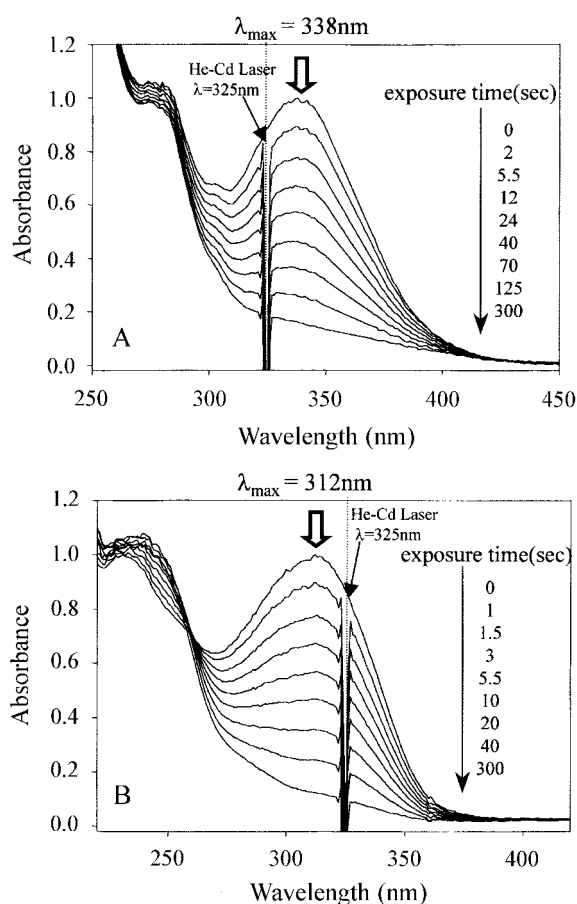 λmax = 338nm
1.2
1.0
0.8
0.6
0.4
0.2
0.0
Absorbance
He-Cd Laser
λ=325nm
exposure time(sec)
0
2
5.5
12
24
40
70
125
300
A
250 300 350 400 450
Wavelength (nm)
λmax = 312nm
1.2
1.0
0.8
0.6
0.4
0.2
0.0
Absorbance
He-Cd Laser
λ=325nm
exposure time(sec)
0
1
1.5
3
5.5
10
20
40
300
B
250 300 350 400
Wavelength (nm)